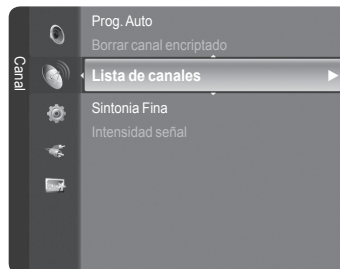 Canal
Prog. Auto
Borrar canal encriptado
Lista de canales
Sintonia Fina
Intensidad señal